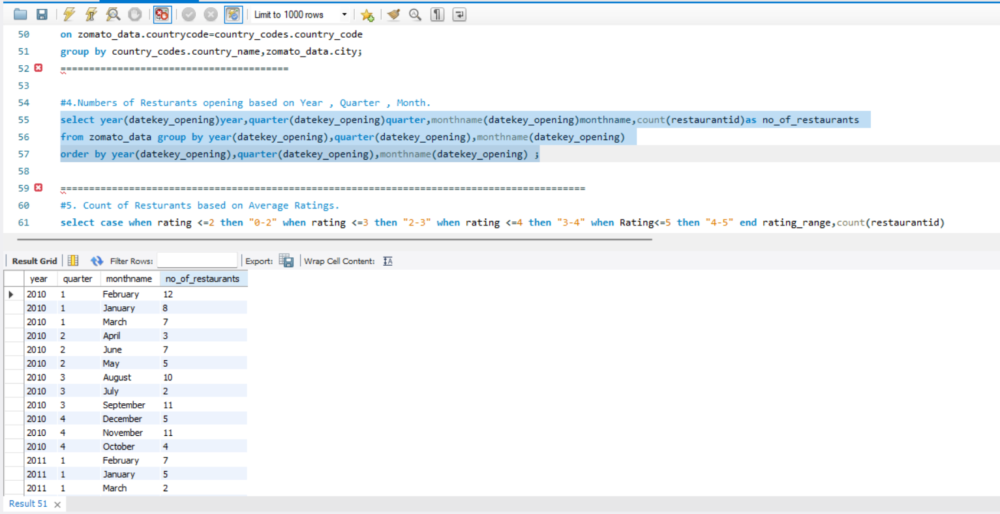 Limit to 1000 rows
50 on zomato_data.countrycode=country_codes.country_code
51 group by country_codes.country_name,zomato_data.city;
52 ========================================
53
54 #4.Numbers of Resturants opening based on Year , Quarter , Month.
55 select year(datekey_opening)year,quarter(datekey_opening)quarter,monthname(datekey_opening)monthname,count(restaurantid)as no_of_restaurants
56 from zomato_data group by year(datekey_opening),quarter(datekey_opening),monthname(datekey_opening)
57 order by year(datekey_opening),quarter(datekey_opening),monthname(datekey_opening) ;
58
59 ============================================================================================
60 #5. Count of Resturants based on Average Ratings.
61 select case when rating <=2 then "0-2" when rating <=3 then "2-3" when rating <=4 then "3-4" when Rating<=5 then "4-5" end rating_range,count(restaurantid)
Result Grid Filter Rows: Export: Wrap Cell Content:
year quarter monthname no_of_restaurants
2010 1 February 12
2010 1 January 8
2010 1 March 7
2010 2 April 3
2010 2 June 7
2010 2 May 5
2010 3 August 10
2010 3 July 2
2010 3 September 11
2010 4 December 5
2010 4 November 11
2010 4 October 4
2011 1 February 7
2011 1 January 5
2011 1 March 2
Result 51